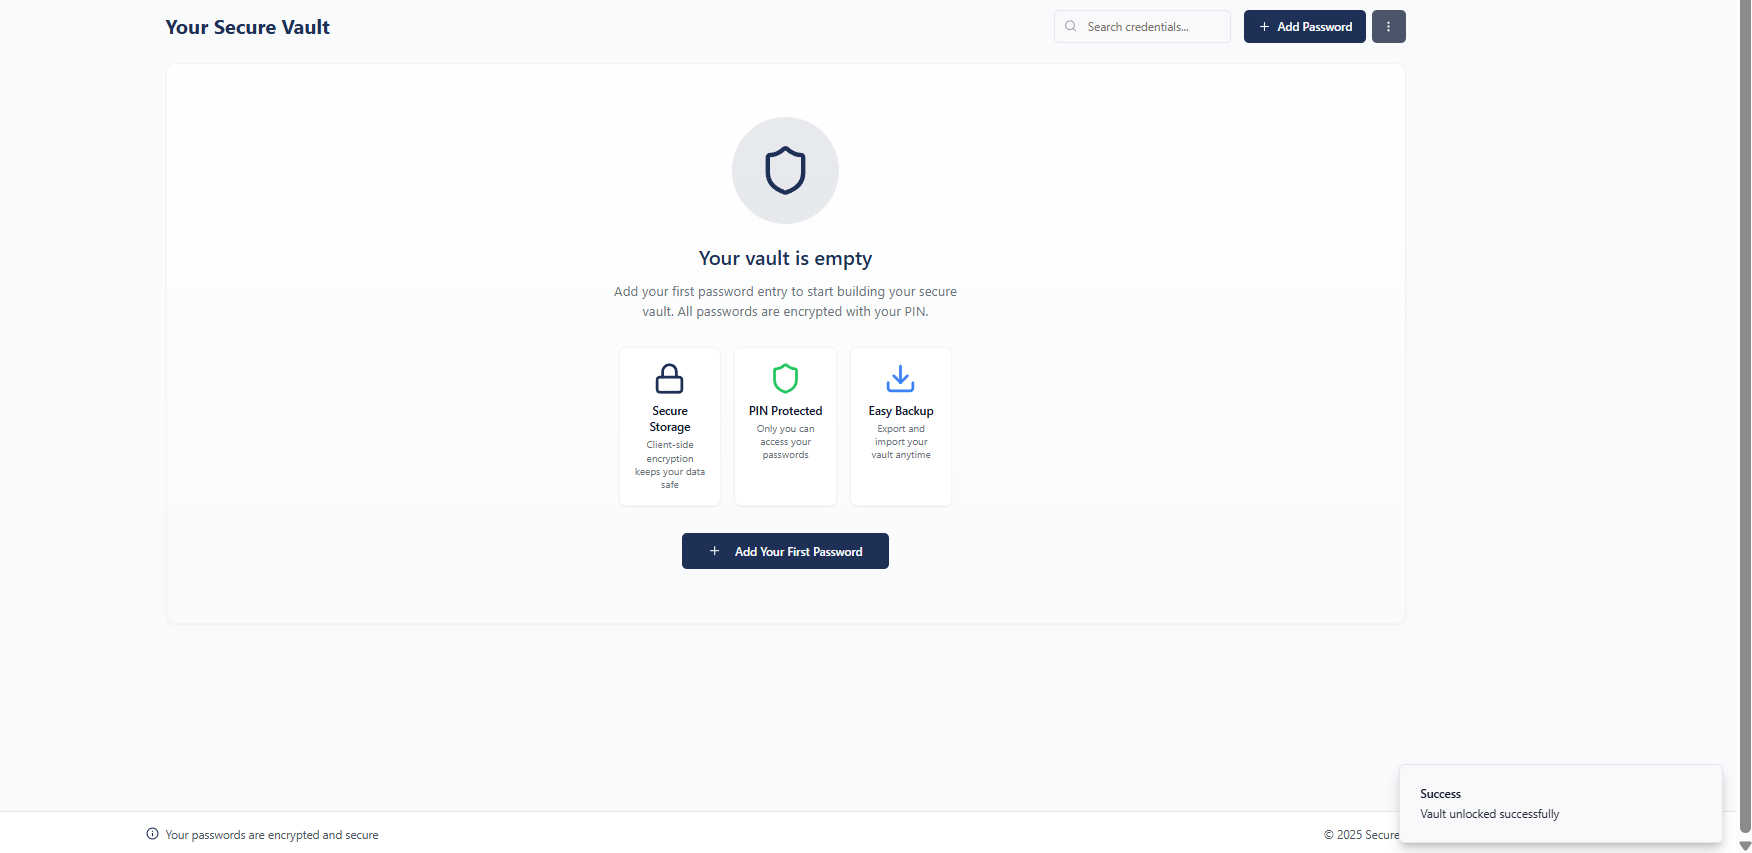 Your Secure Vault
Search credentials...
Add Password
Your vault is empty
Add your first password entry to start building your secure
vault. All passwords are encrypted with your PIN.
Secure
Storage
Client-side
encryption
keeps your data
safe
PIN Protected
Only you can
access your
passwords
Easy Backup
Export and
import your
vault anytime
Add Your First Password
Success
Vault unlocked successfully
Your passwords are encrypted and secure
© 2025 Secure